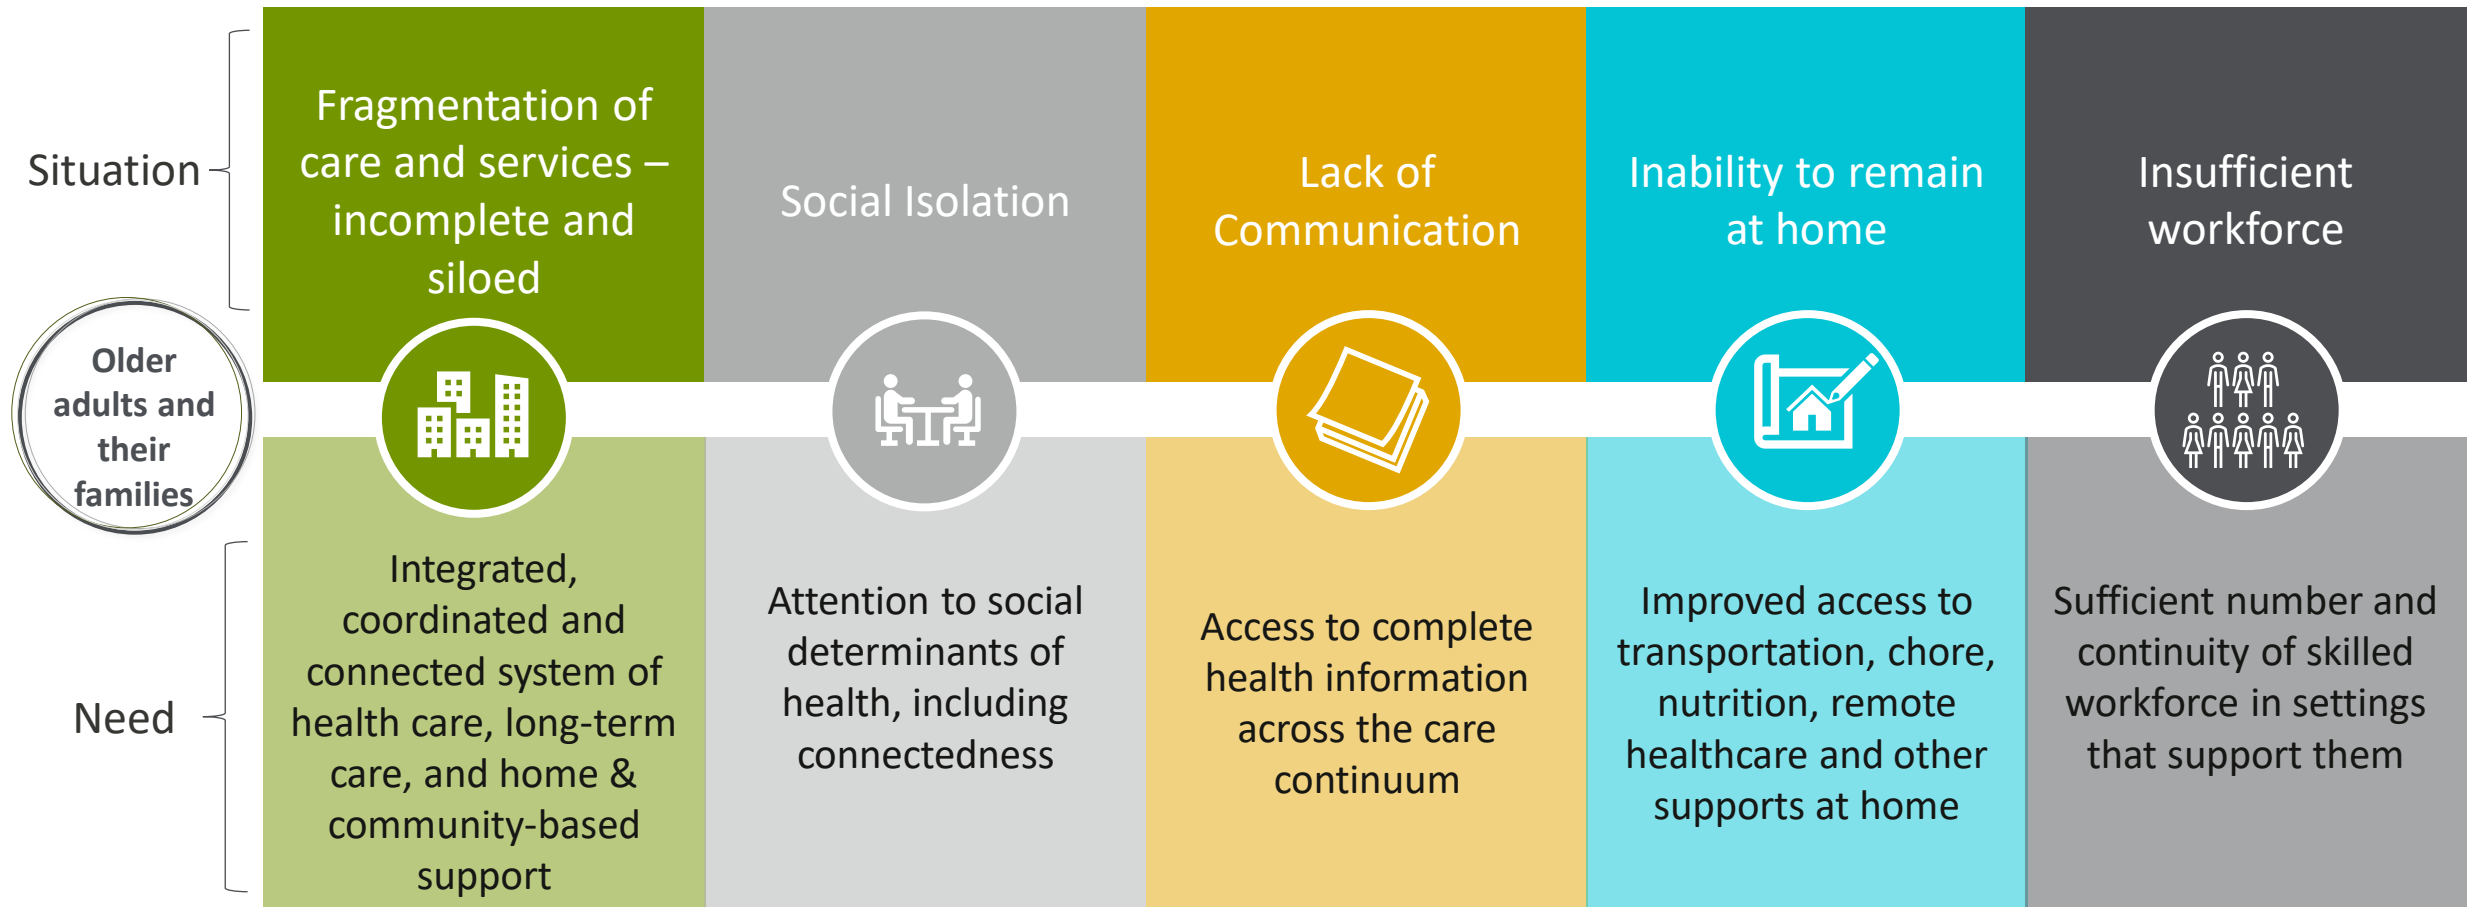 Situation
Fragmentation of
care and services –
incomplete and
siloed
Social Isolation
Lack of
Communication
Inability to remain
at home
Insufficient
workforce
Older
adults and
their
families
Need
Integrated,
coordinated and
connected system of
health care, long-term
care, and home &
community-based
support
Attention to social
determinants of
health, including
connectedness
Access to complete
health information
across the care
continuum
Improved access to
transportation, chore,
nutrition, remote
healthcare and other
supports at home
Sufficient number and
continuity of skilled
workforce in settings
that support them